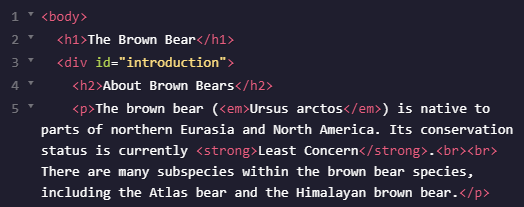 1 <body>
2 <h1>The Brown Bear</h1>
3 <div id="introduction">
4 <h2>About Brown Bears</h2>
5 <p>The brown bear (<em>Ursus arctos</em>) is native to
parts of northern Eurasia and North America. Its conservation
status is currently <strong>Least Concern</strong>.<br><br>
There are many subspecies within the brown bear species,
including the Atlas bear and the Himalayan brown bear.</p>